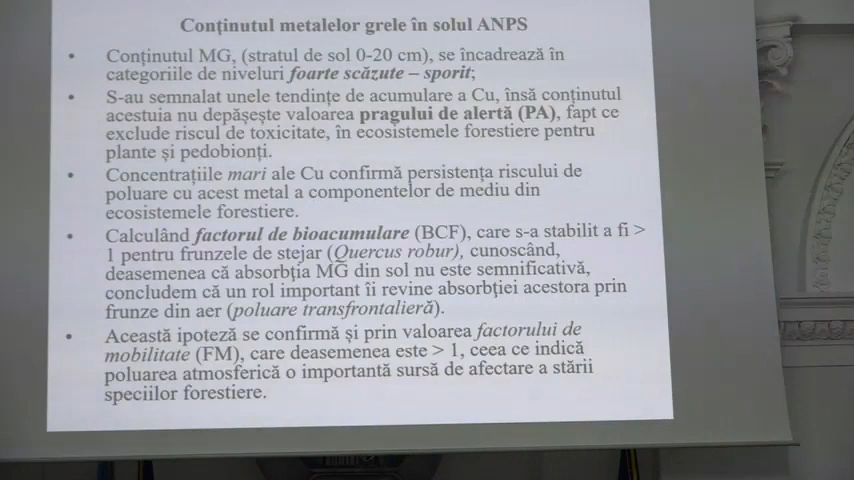 Conținutul metalelor grele în solul ANPS
• Conținutul MG, (stratul de sol 0-20 cm), se încadrează în
categoriile de niveluri foarte scăzute – sporit;
• S-au semnalat unele tendințe de acumulare a Cu, însă conținutul
acestuia nu depășește valoarea pragului de alertă (PA), fapt ce
exclude riscul de toxicitate, în ecosistemele forestiere pentru
plante și pedobionți.
• Concentrațiile mari ale Cu confirmă persistența riscului de
poluare cu acest metal a componentelor de mediu din
ecosistemele forestiere.
• Calculând factorul de bioacumulare (BCF), care s-a stabilit a fi >
1 pentru frunzele de stejar (Quercus robur), cunoscând,
deasemenea că absorbția MG din sol nu este semnificativă,
concludem că un rol important îi revine absorbției acestora prin
frunze din aer (poluare transfrontalieră).
• Această ipoteză se confirmă și prin valoarea factorului de
mobilitate (FM), care deasemenea este > 1, ceea ce indică
poluarea atmosferică o importantă sursă de afectare a stării
speciilor forestiere.